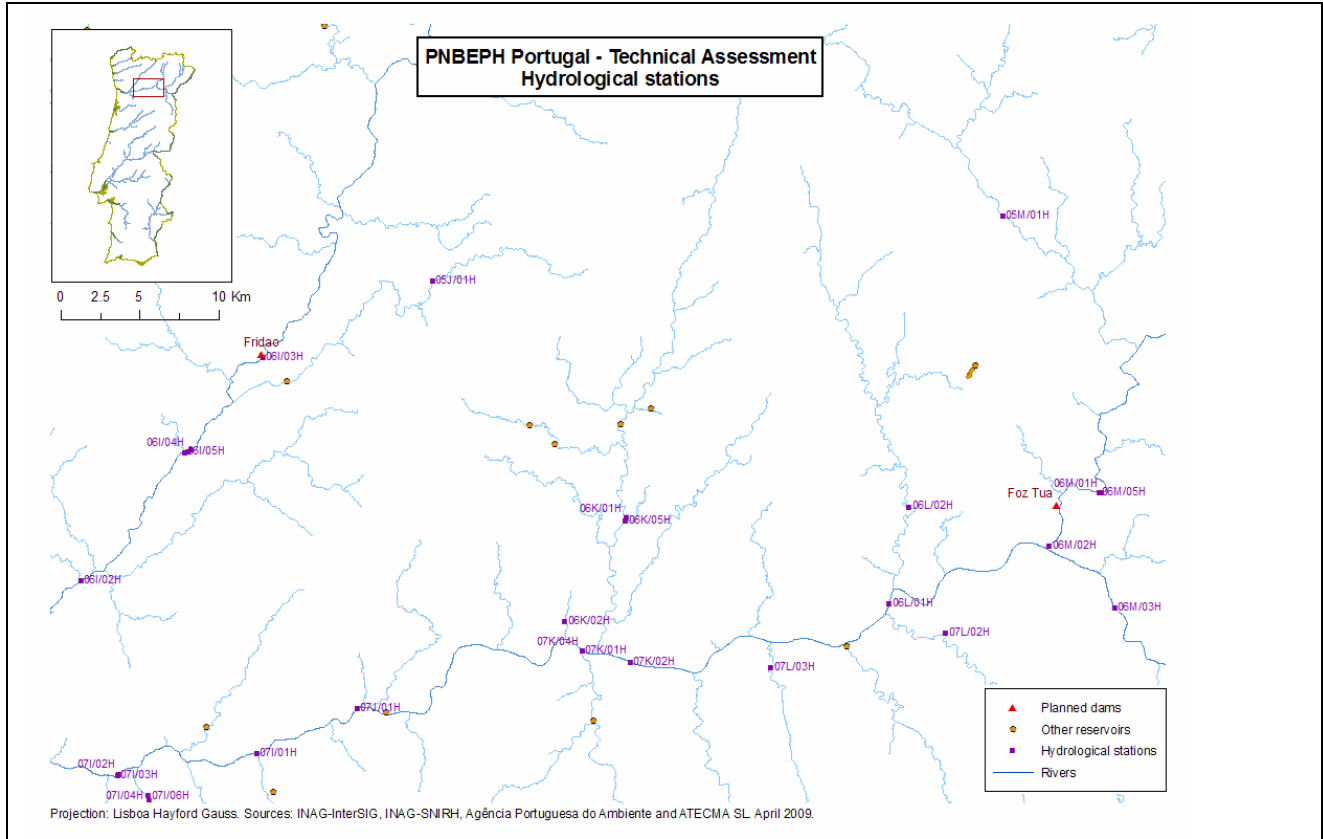 PNBEPH Portugal - Technical Assessment
Hydrological stations
05M/01H
05J/01H
0 2.5 5 10 Km
Fridao
06I/03H
06I/04H
06I/05H
06M/01H
06M/05H
Foz Tua
06L/02H
06K/01H
06K/05H
06M/02H
06I/02H
06L/01H
06M/03H
06K/02H
07L/02H
07K/04H
07K/01H
07K/02H
07L/03H
07J/01H
07I/01H
07I/02H
07I/03H
07I/04H
07I/06H
Planned dams
Other reservoirs
Hydrological stations
Rivers
Projection: Lisboa Hayford Gauss. Sources: INAG-InterSIG, INAG-SNIRH, Agência Portuguesa do Ambiente and ATECMA SL. April 2009.